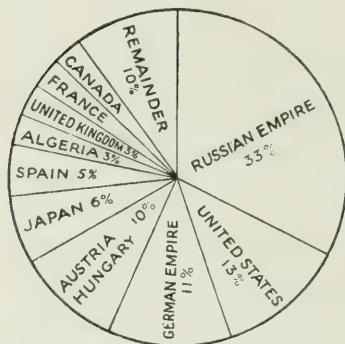 RUSSIAN EMPIRE
33%
UNITED STATES
13%
GERMAN EMPIRE
11%
AUSTRIA
HUNGARY 10%
JAPAN 6%
SPAIN 5%
ALGERIA 3%
UNITED KINGDOM 3%
FRANCE
CANADA
REMAINDER
10%